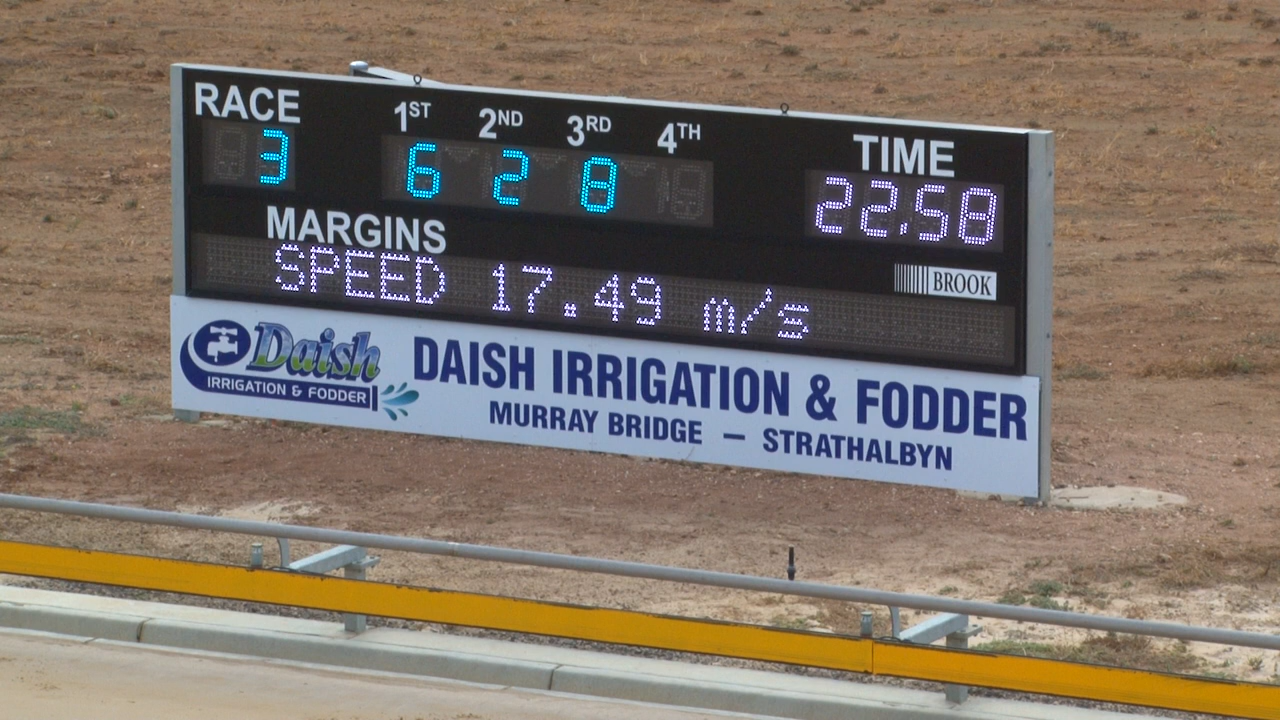 RACE 1ST 2ND 3RD 4TH TIME
3 6 2 8 22.58
MARGINS
BROOK
SPEED 17.49 m/s
Daish
IRRIGATION & FODDER
DAISH IRRIGATION & FODDER
MURRAY BRIDGE – STRATHALBYN